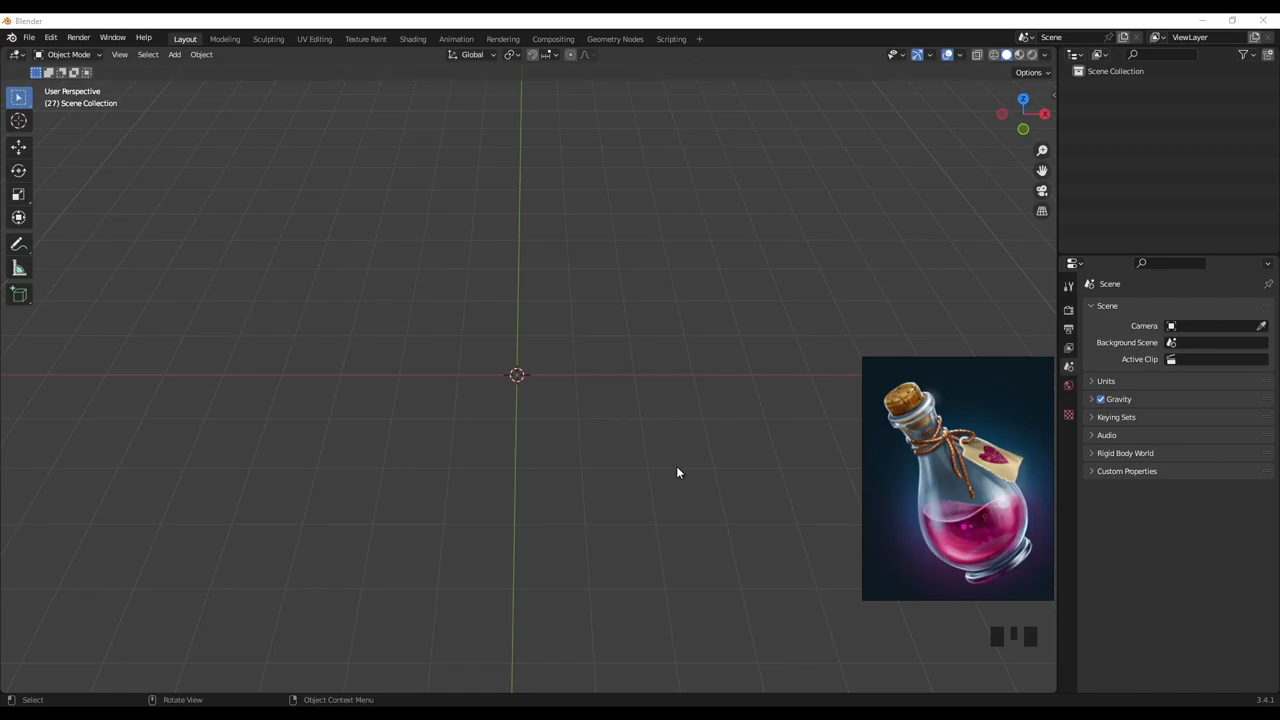 Blender
File Edit Render Window Help Layout Modeling Sculpting UV Editing Texture Paint Shading Animation Rendering Compositing Geometry Nodes Scripting + Scene ViewLayer
Object Mode View Select Add Object Global
Options
Scene Collection
User Perspective
(27) Scene Collection
Z
X
Scene
Scene
Camera
Background Scene
Active Clip
Units
Gravity
Keying Sets
Audio
Rigid Body World
Custom Properties
Select Rotate View Object Context Menu 3.4.1